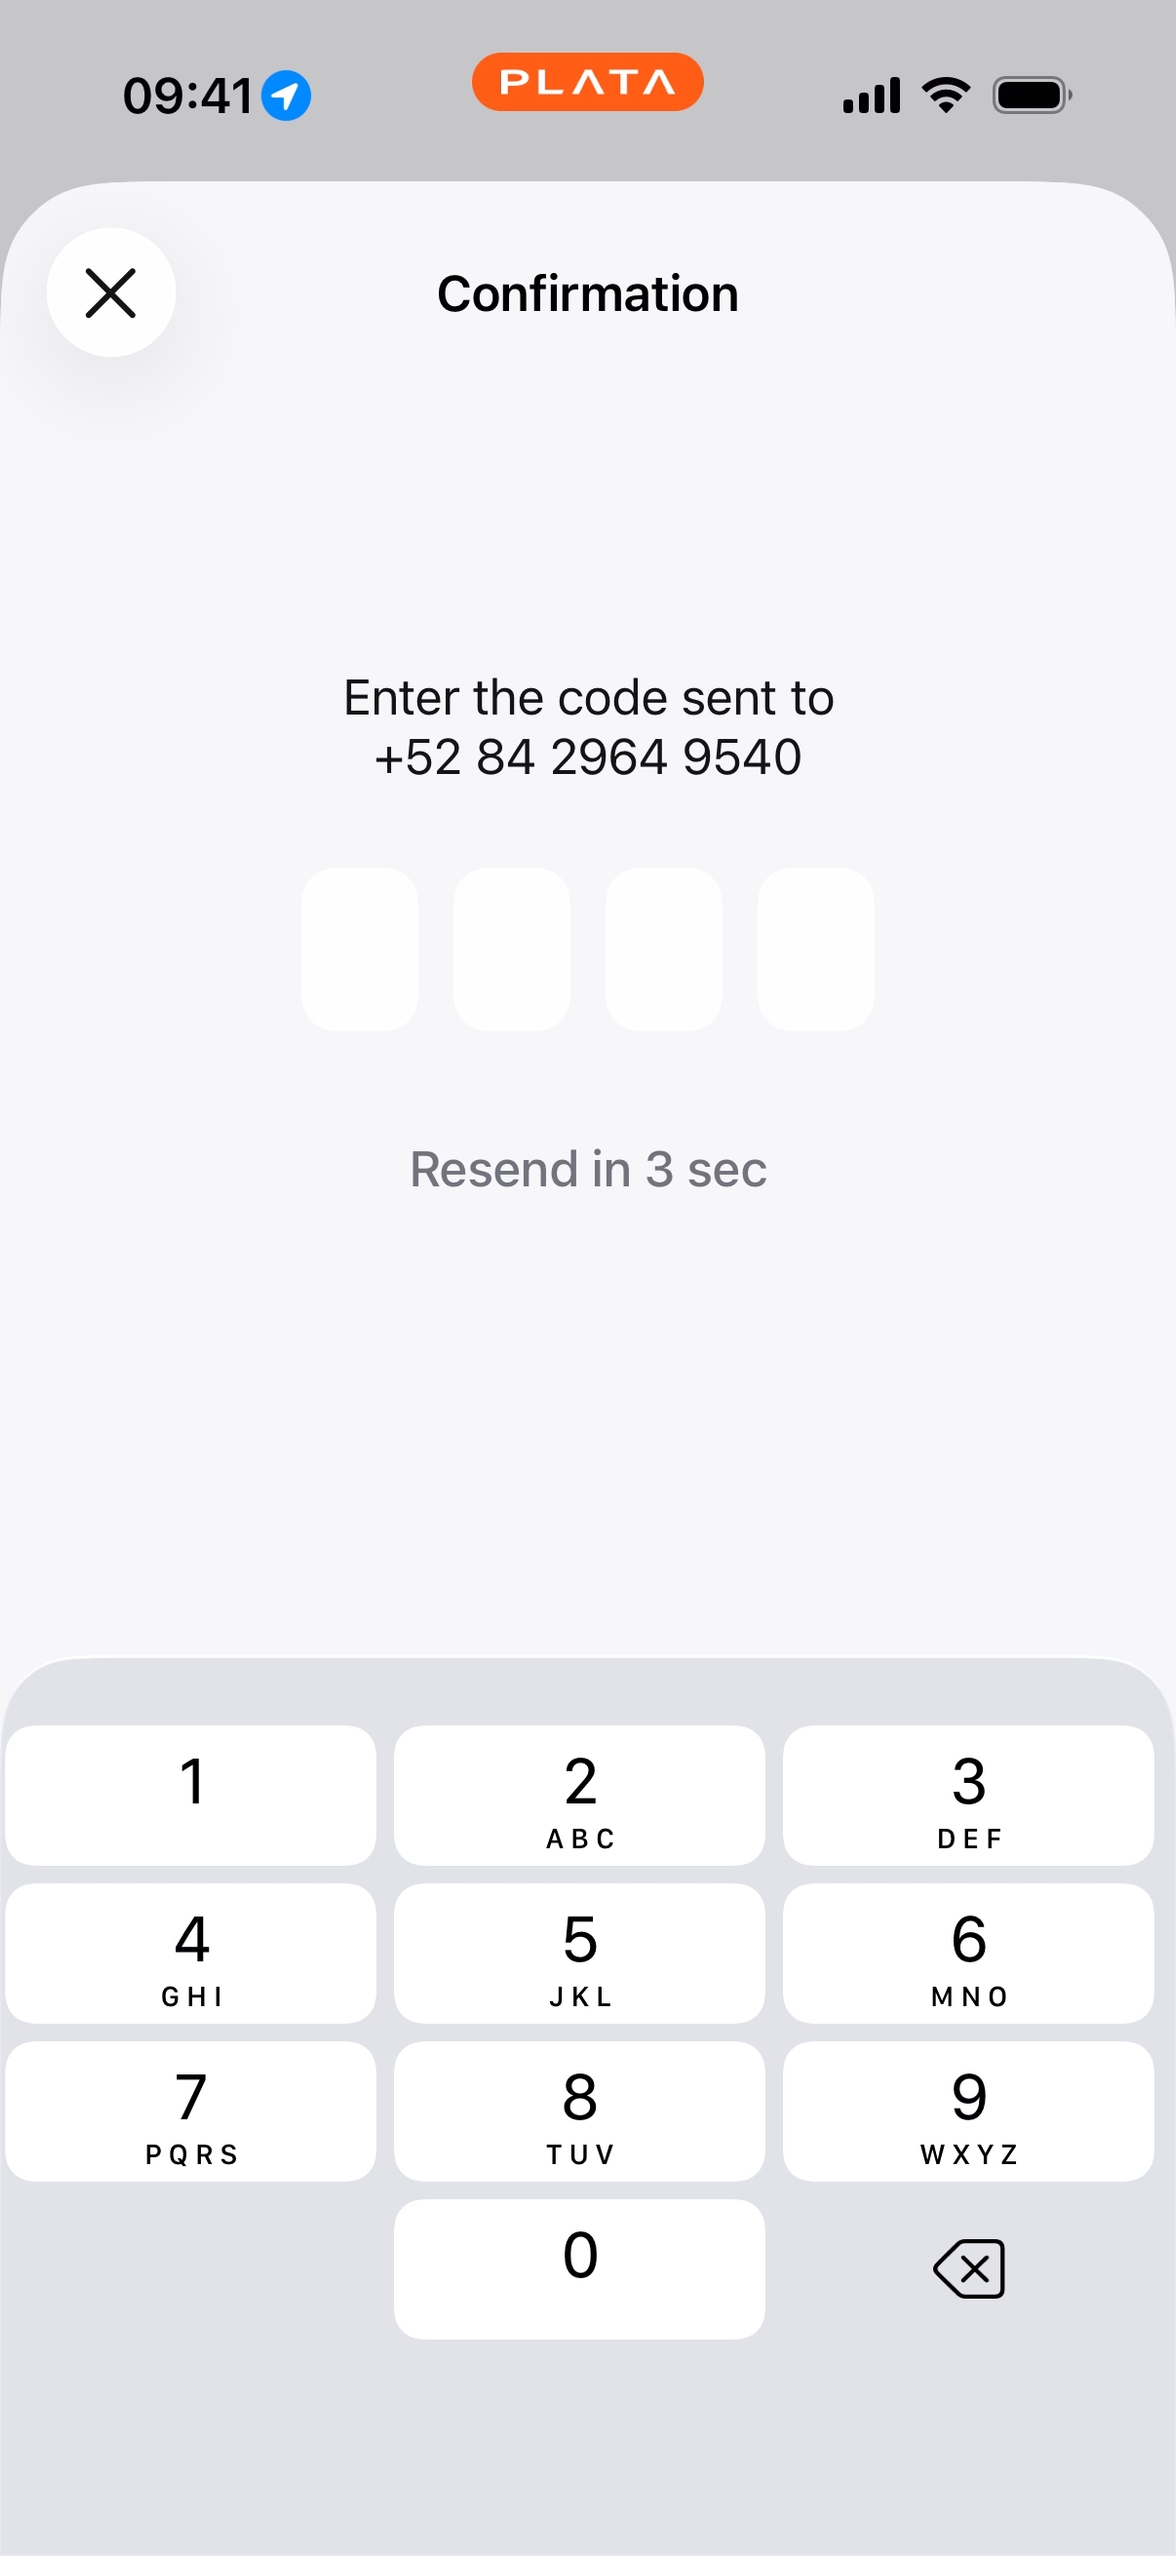 09:41
PLATA
Confirmation
Enter the code sent to
+52 84 2964 9540
Resend in 3 sec
1
2
ABC
3
DEF
4
GHI
5
JKL
6
MNO
7
PQRS
8
TUV
9
WXYZ
0